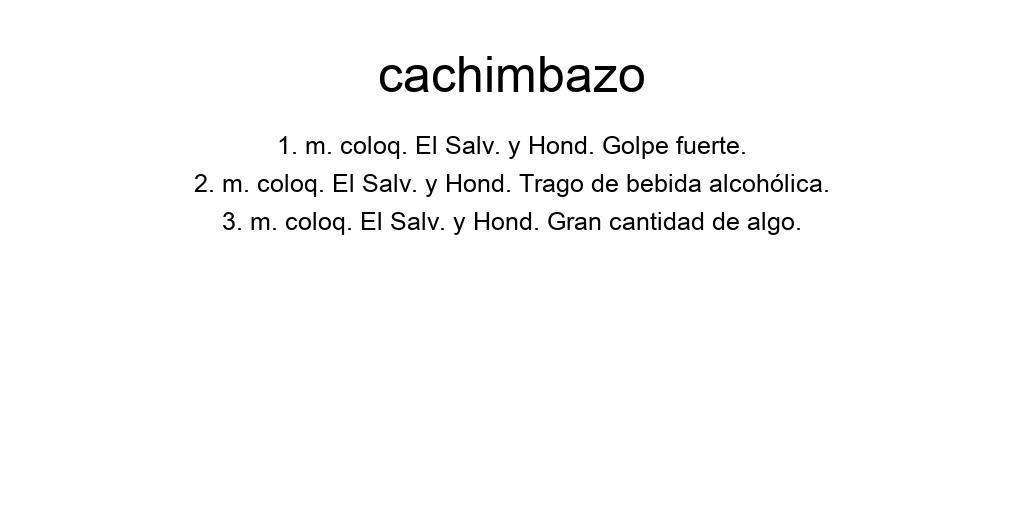 cachimbazo
1. m. coloq. El Salv. y Hond. Golpe fuerte.
2. m. coloq. El Salv. y Hond. Trago de bebida alcohólica.
3. m. coloq. El Salv. y Hond. Gran cantidad de algo.